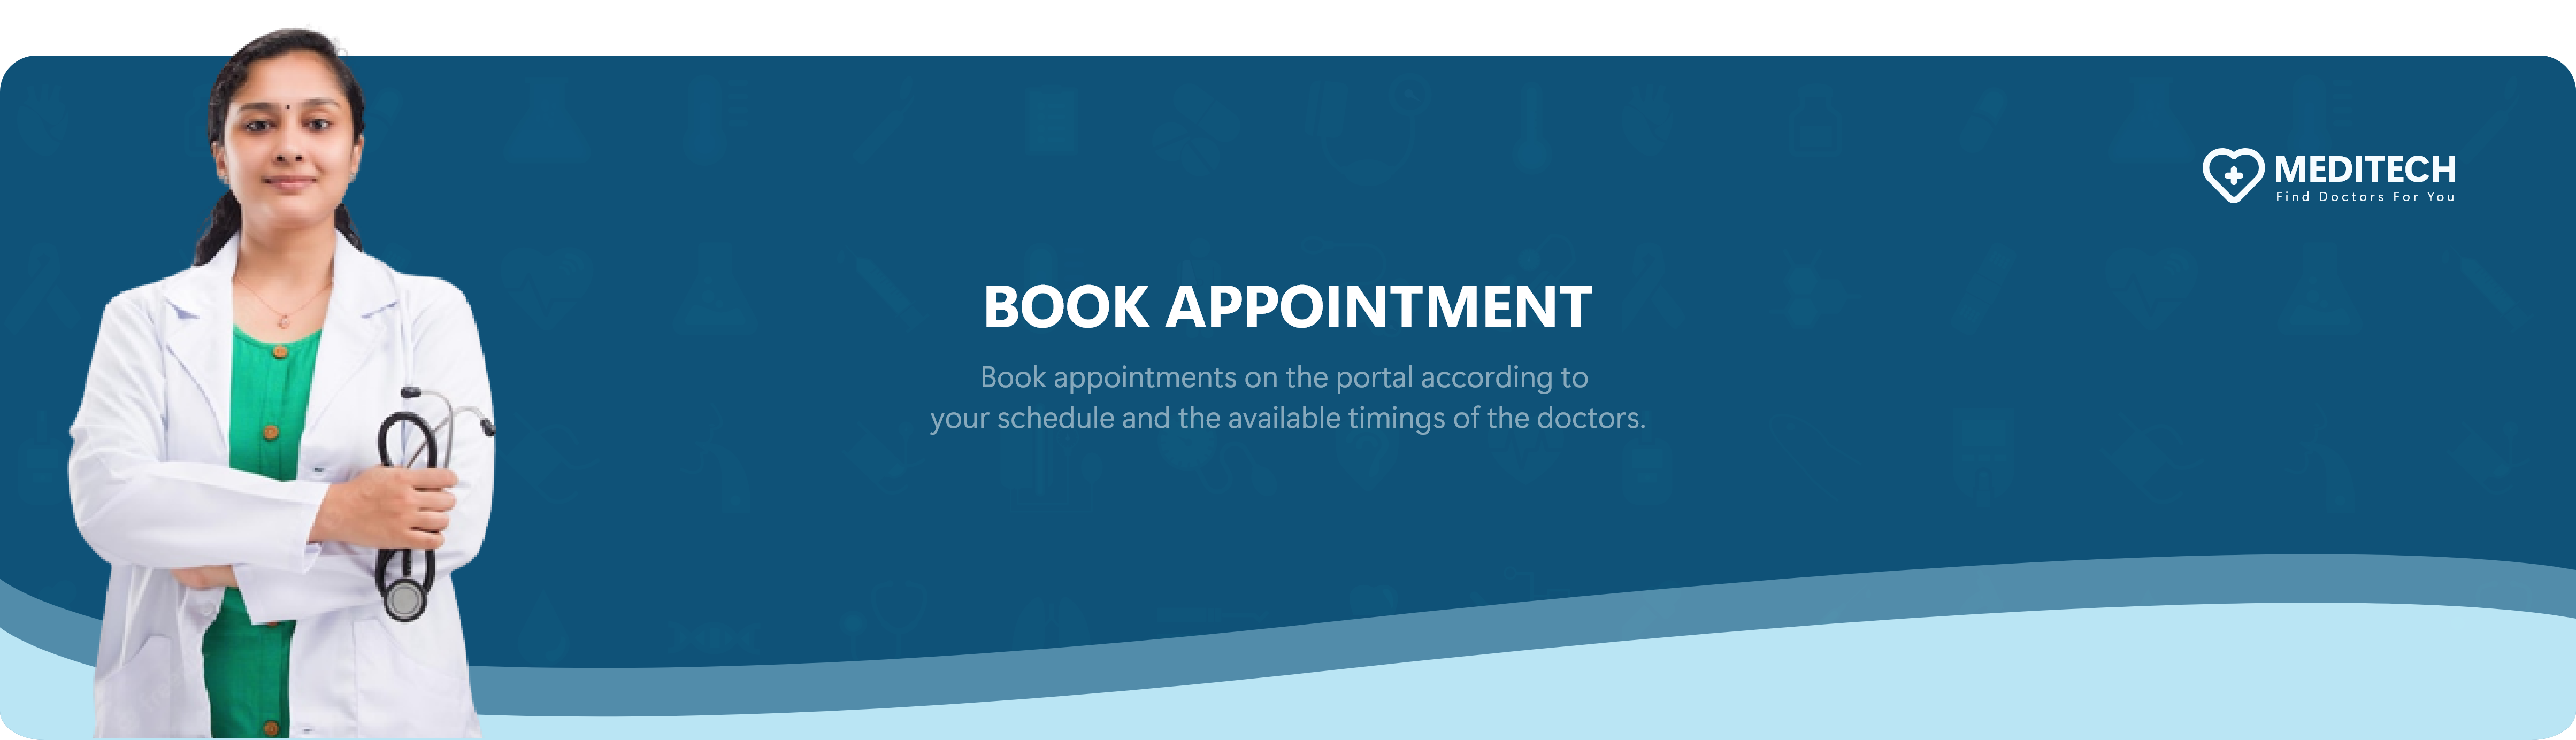 MEDITECH
Find Doctors For You
BOOK APPOINTMENT
Book appointments on the portal according to
your schedule and the available timings of the doctors.